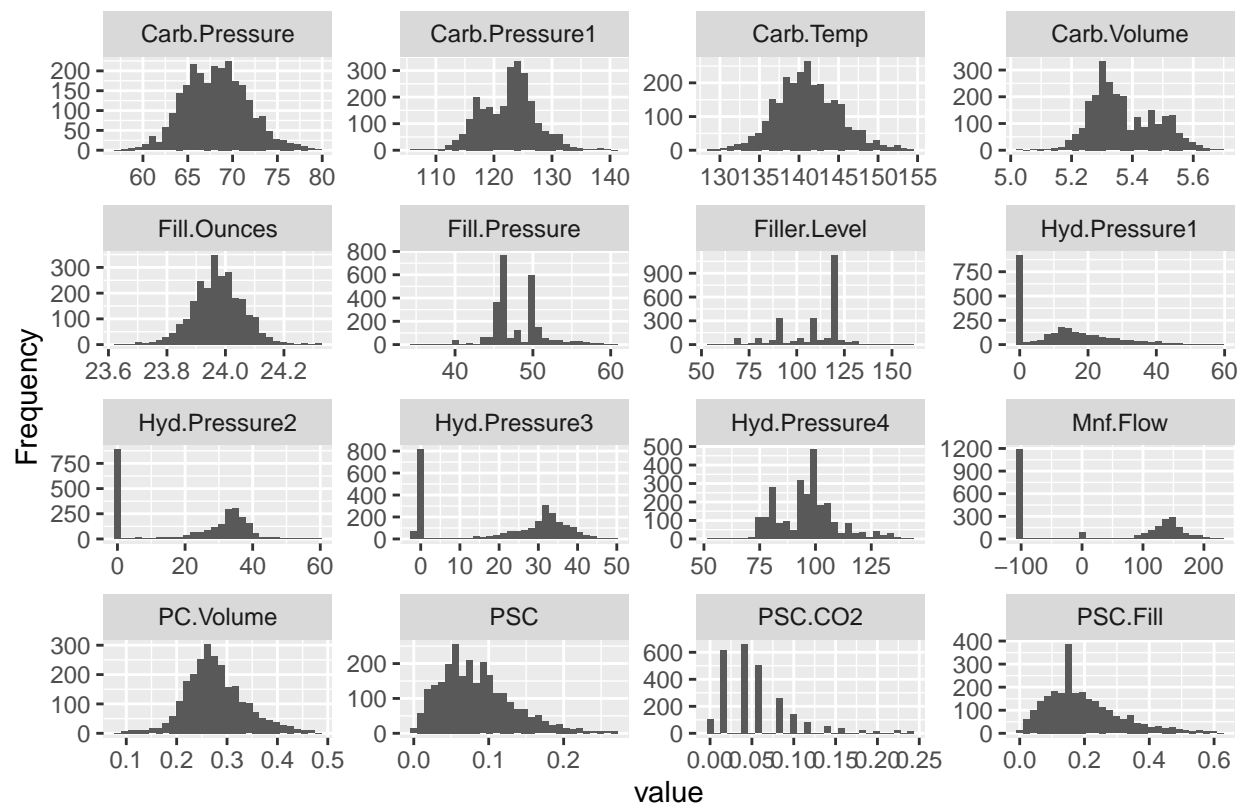 Carb.Pressure Carb.Pressure1 Carb.Temp Carb.Volume
200 150 100 50 0
60 65 70 75 80
300 200 100 0
110 120 130 140
200 100 0
130 135 140 145 150 155
300 200 100 0
5.0 5.2 5.4 5.6
Fill.Ounces Fill.Pressure Filler.Level Hyd.Pressure1
300 200 100 0
23.6 23.8 24.0 24.2
800 600 400 200 0
40 50 60
900 600 300 0
50 75 100 125 150
750 500 250 0
0 20 40 60
Hyd.Pressure2 Hyd.Pressure3 Hyd.Pressure4 Mnf.Flow
750 500 250 0
0 20 40 60
800 600 400 200 0
0 10 20 30 40 50
500 400 300 200 100 0
50 75 100 125
1200 900 600 300 0
−100 0 100 200
PC.Volume PSC PSC.CO2 PSC.Fill
300 200 100 0
0.1 0.2 0.3 0.4 0.5
200 100 0
0.0 0.1 0.2
600 400 200 0
0.00 0.05 0.10 0.15 0.20 0.25
400 300 200 100 0
0.0 0.2 0.4 0.6
Frequency
value